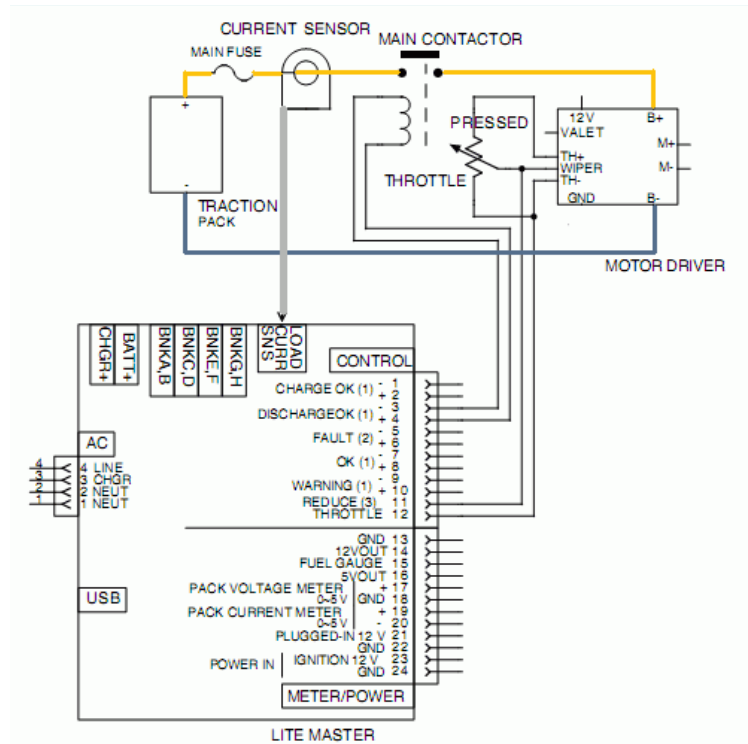 CURRENT SENSOR
MAIN CONTACTOR
MAIN FUSE
+
-
TRACTION
PACK
PRESSED
THROTTLE
12V
B+
VALET
M+
TH+
WIPER
M-
TH-
GND
B-
MOTOR DRIVER
CHGR+
BATT+
BNKA,B
BNKC,D
BNKE,F
BNKG,H
LOAD
CURR
SNS
CONTROL
CHARGE OK (1) - 1
+ 2
DISCHARGEOK (1) - 3
+ 4
FAULT (2) - 5
+ 6
OK (1) - 7
+ 8
WARNING (1) - 9
+ 10
REDUCE (3) 11
THROTTLE 12
AC
4 4 LINE
3 3 CHGR
2 2 NEUT
1 1 NEUT
USB
GND 13
12VOUT 14
FUEL GAUGE 15
5VOUT 16
PACK VOLTAGE METER + 17
0~5 V GND 18
PACK CURRENT METER + 19
0~5 V - 20
PLUGGED-IN 12 V 21
GND 22
POWER IN IGNITION 12 V 23
GND 24
METER/POWER
LITE MASTER